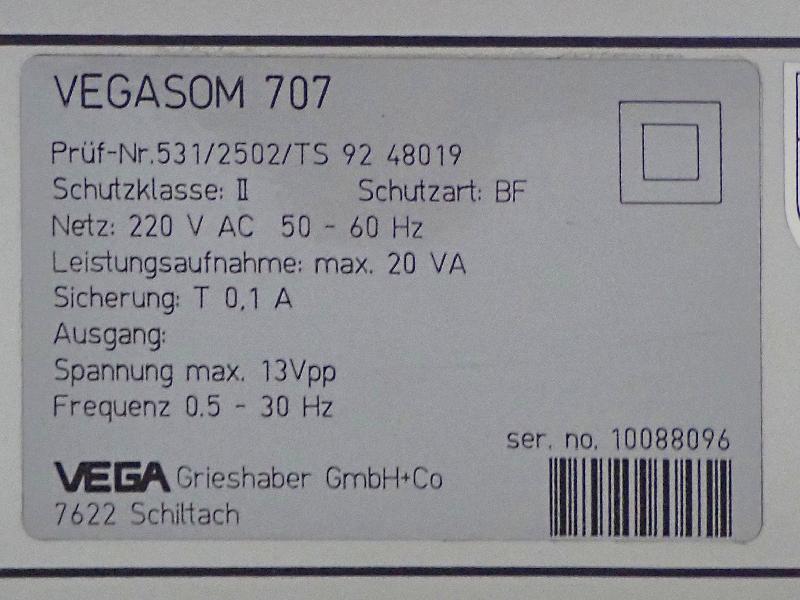 VEGASOM 707
Prüf-Nr.531/2502/TS 92 48019
Schutzklasse: II Schutzart: BF
Netz: 220 V AC 50 - 60 Hz
Leistungsaufnahme: max. 20 VA
Sicherung: T 0,1 A
Ausgang:
Spannung max. 13Vpp
Frequenz 0.5 - 30 Hz
ser. no. 10088096
VEGA Grieshaber GmbH+Co
7622 Schiltach